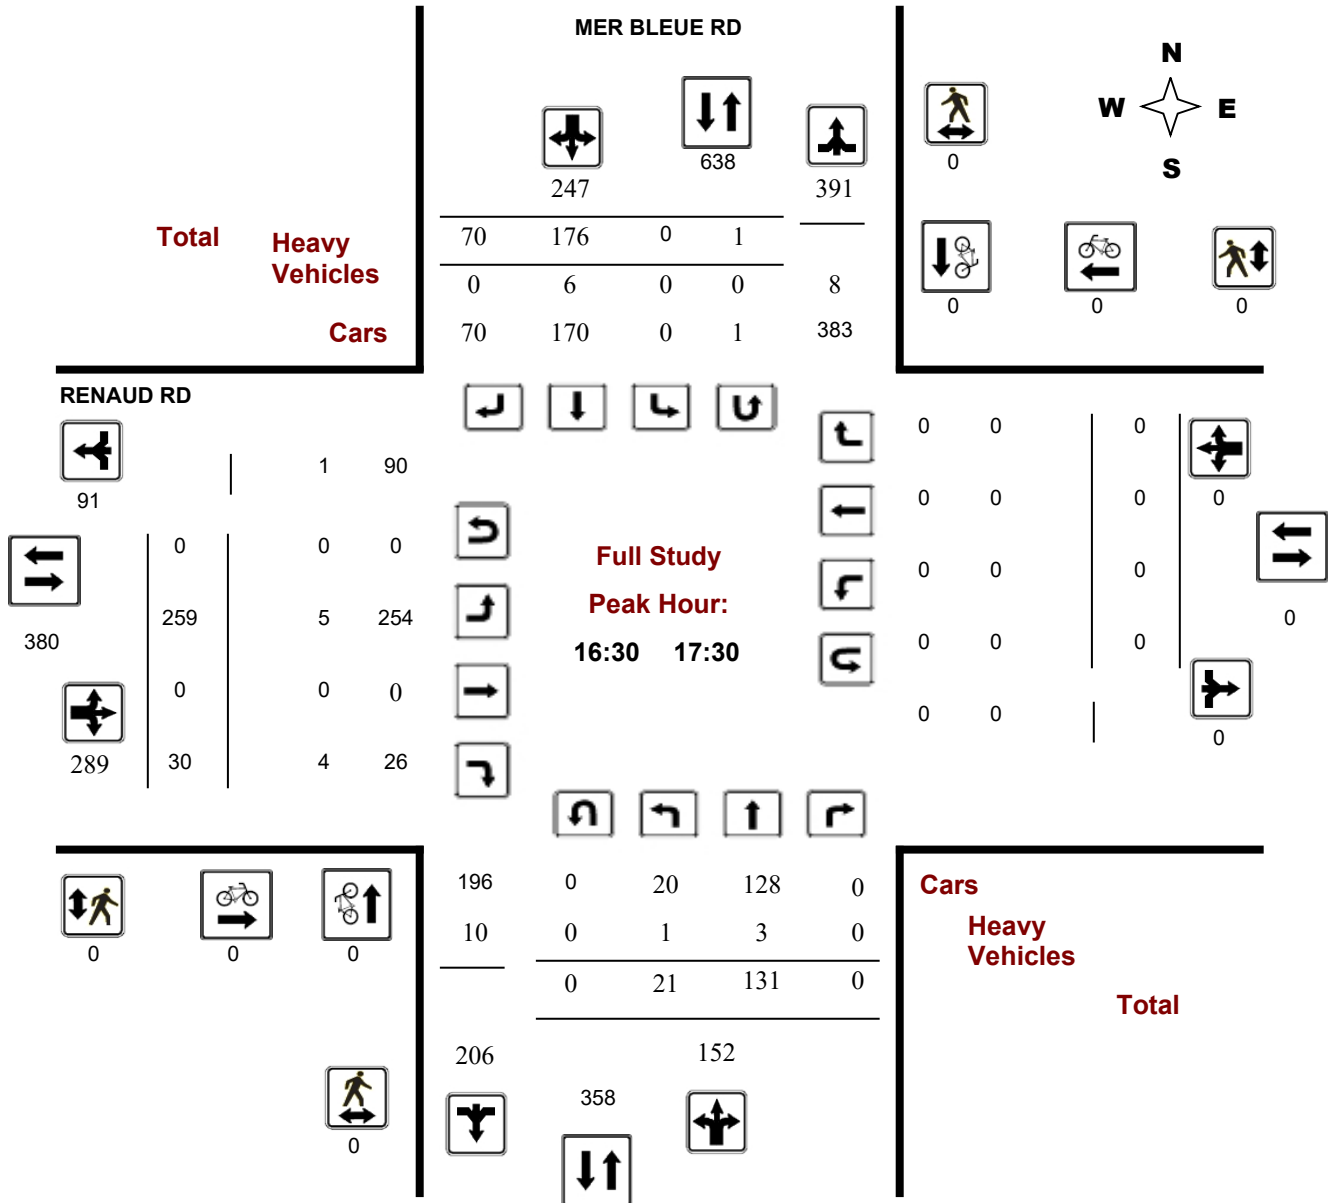 MER BLEUE RD
N
W E
S
638
0
247 391
Total Heavy Vehicles
70 176 0 1
0 6 0 0 8
0 0 0
Cars 70 170 0 1 383
RENAUD RD
0 0 0
1 90
91
0 0 0 0
0 0 0
Full Study
0 0 0
Peak Hour:
259 5 254
0
380
16:30 17:30
0 0 0
0 0 0
0 0
0
289 30 4 26
196 0 20 128 0
Cars
10 0 1 3 0
Heavy Vehicles
0 0 0
0 21 131 0
Total
206 152
358
0